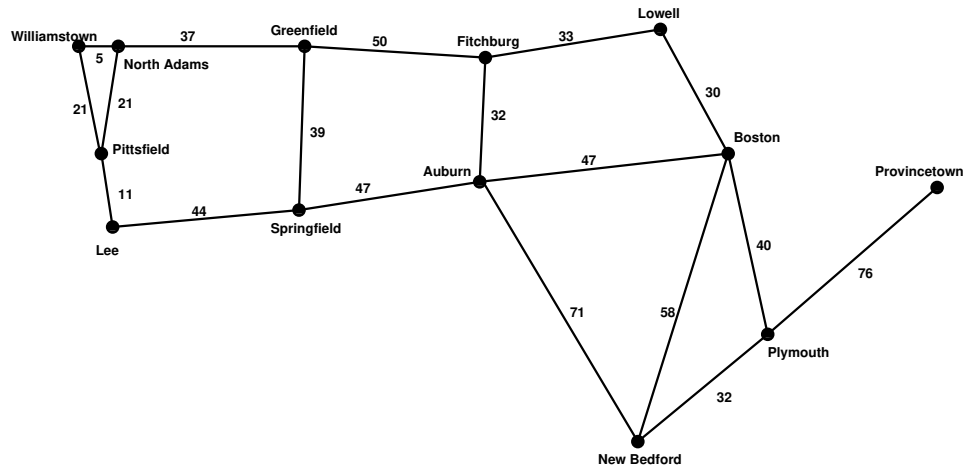 Lowell
Greenfield
Williamstown
37
50
Fitchburg
33
5
North Adams
30
21
21
32
39
Boston
Pittsfield
47
Auburn
Provincetown
11
47
44
Springfield
Lee
40
76
71
58
Plymouth
32
New Bedford